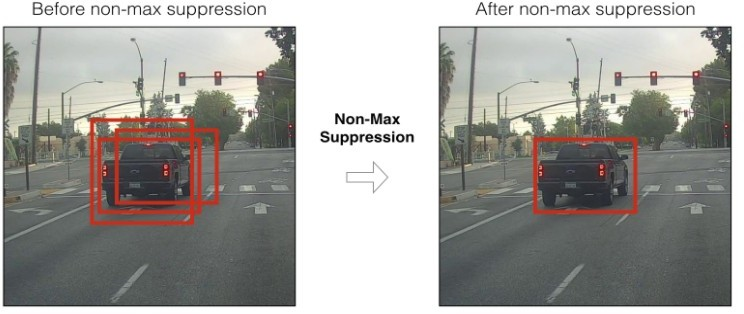 Before non-max suppression
After non-max suppression
Non-Max
Suppression